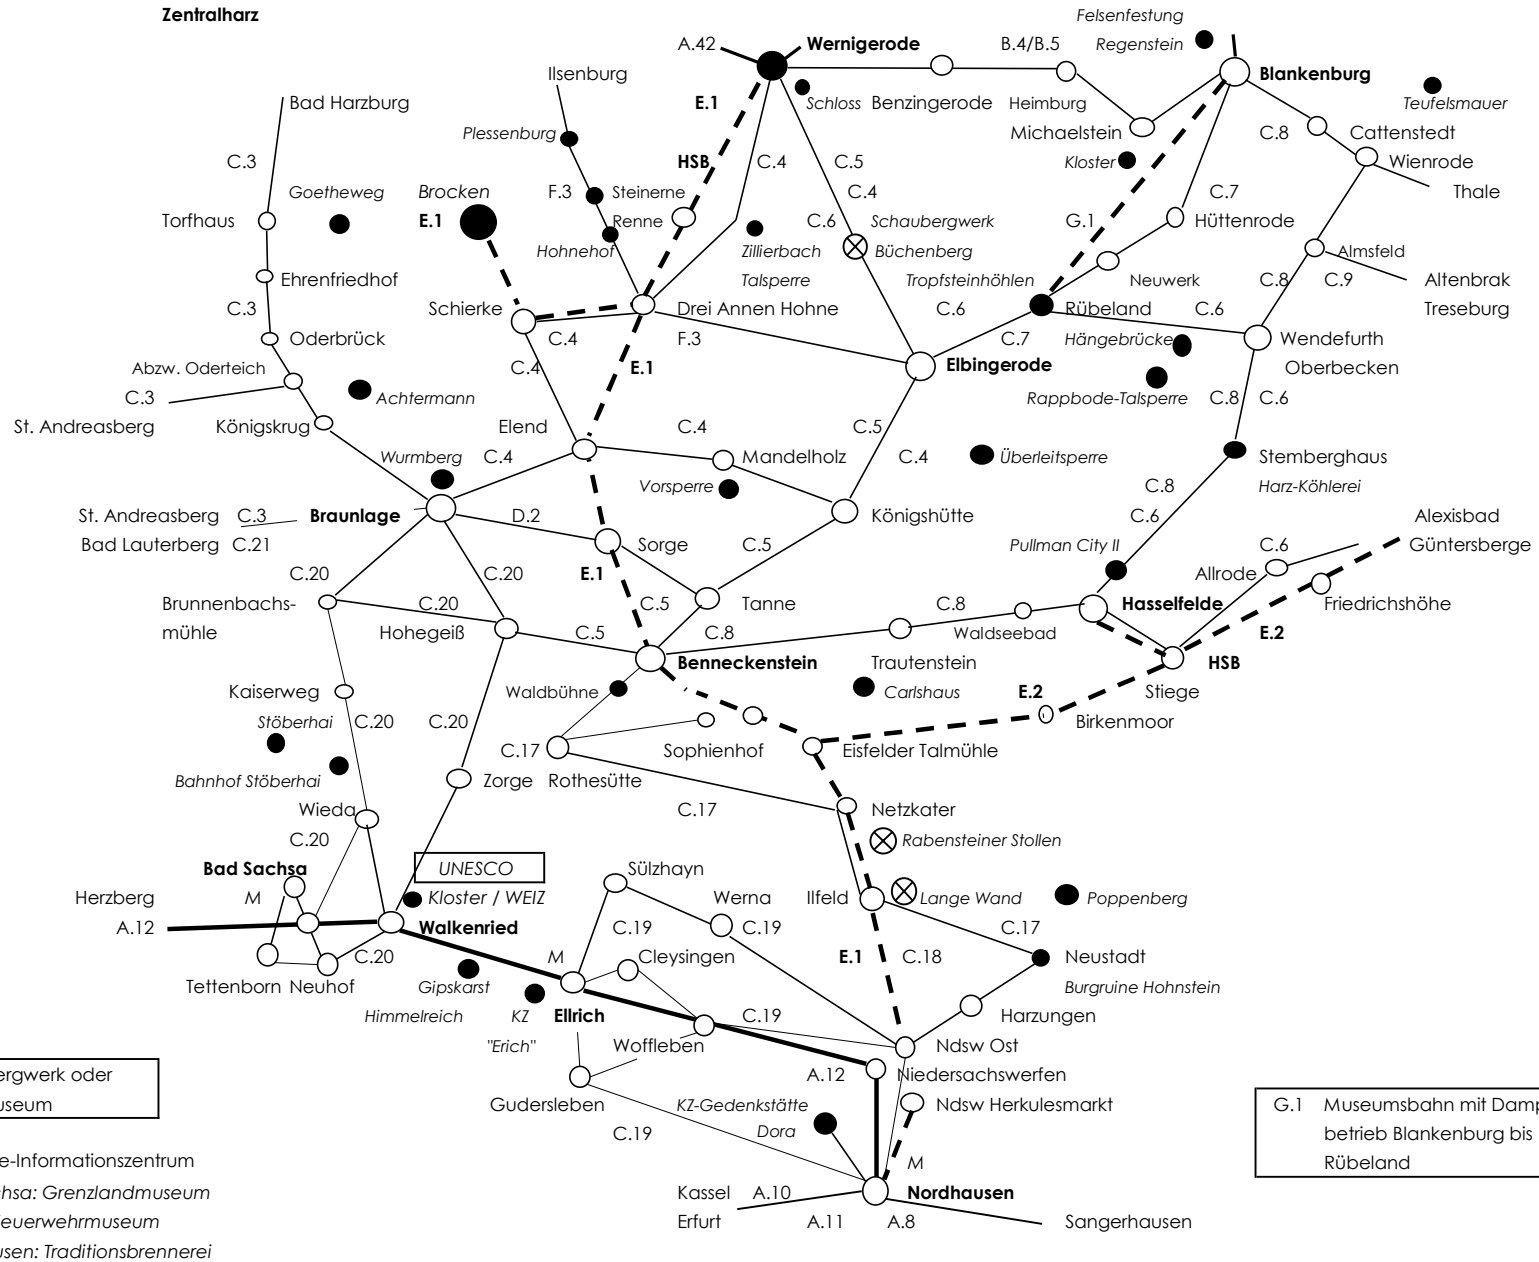 Zentralharz
Felsenfestung
A.42
Wernigerode
B.4/B.5
Regenstein
Ilsenburg
Blankenburg
Bad Harzburg
E.1
Schloss
Benzingerode
Heimburg
Teufelsmauer
Plessenburg
Michaelstein
C.8
Cattenstedt
C.3
HSB
C.4
C.5
Kloster
Wienrode
Goetheweg
Brocken
F.3
Steinerne
C.4
C.7
Thale
Torfhaus
E.1
Renne
C.6
Schaubergwerk
G.1
Hüttenrode
Hohnehof
Zillierbach
Büchenberg
Almsfeld
Ehrenfriedhof
Talsperre
Tropfsteinhöhlen
Neuwerk
C.8
C.9
Altenbrak
C.3
Schierke
Drei Annen Hohne
C.6
Rübeland
C.6
Treseburg
Oderbrück
C.4
F.3
C.7
Hängebrücke
Wendefurth
Abzw. Oderteich
C.4
E.1
Elbingerode
Oberbecken
C.3
Achtermann
Rappbode-Talsperre
C.8
C.6
St. Andreasberg
Königskrug
Elend
C.4
C.5
Wurmberg
C.4
Mandelholz
C.4
Überleitsperre
Stemberghaus
Vorsperre
C.8
Harz-Köhlerei
St. Andreasberg
C.3
Braunlage
D.2
Königshütte
C.6
Alexisbad
Bad Lauterberg
C.21
Sorge
C.5
Pullman City II
C.6
Güntersberge
C.20
C.20
E.1
Allrode
Brunnenbachs-
C.20
C.5
Tanne
C.8
Hasselfelde
Friedrichshöhe
mühle
Hohegeiß
C.5
C.8
Waldseebad
E.2
Benneckenstein
Trautenstein
HSB
Kaiserweg
Waldbühne
Carlshaus
E.2
Stiege
Stöberhai
C.20
C.20
Birkenmoor
C.17
Sophienhof
Eisfelder Talmühle
Bahnhof Stöberhai
Zorge
Rothesütte
Wieda
C.17
Netzkater
C.20
Rabensteiner Stollen
Bad Sachsa
UNESCO
Sülzhayn
Herzberg
M
Kloster / WEIZ
Werna
Ilfeld
Lange Wand
Poppenberg
A.12
Walkenried
C.19
C.19
C.17
C.20
M
Cleysingen
E.1
C.18
Neustadt
Tettenborn
Neuhof
Gipskarst
Burgruine Hohnstein
Himmelreich
KZ
Ellrich
C.19
Harzungen
"Erich"
Woffleben
Ndsw Ost
ergwerk oder
A.12
Niedersachswerfen
useum
Gudersleben
KZ-Gedenkstätte
Ndsw Herkulesmarkt
G.1
Museumsbahn mit Damp
C.19
Dora
betrieb Blankenburg bis
e-Informationszentrum
M
Rübeland
chsa: Grenzlandmuseum
Kassel
A.10
Nordhausen
euerwehrmuseum
Erfurt
A.11
A.8
Sangerhausen
usen: Traditionsbrennerei